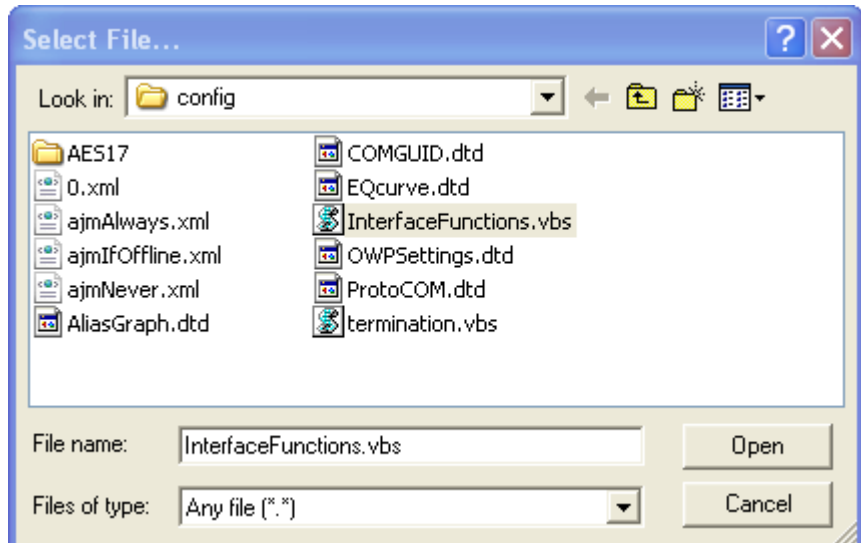 Select File...
Look in: config
AES17
0.xml
ajmAlways.xml
ajmIfOffline.xml
ajmNever.xml
AliasGraph.dtd
COMGUID.dtd
EQcurve.dtd
InterfaceFunctions.vbs
OWPSettings.dtd
ProtoCOM.dtd
termination.vbs
File name: InterfaceFunctions.vbs Open
Files of type: Any file (*.*) Cancel